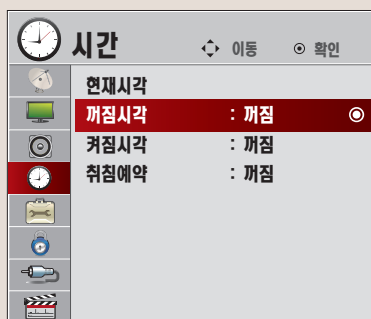 시간 이동 확인
현재시각
꺼짐시각 : 꺼짐
켜짐시각 : 꺼짐
취침예약 : 꺼짐